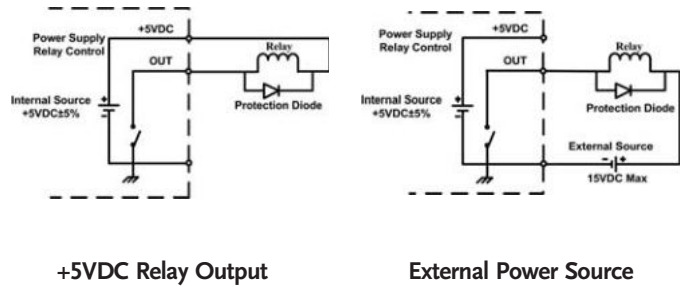 +5VDC
Power Supply
Relay Control
OUT
Relay
Internal Source
+5VDC±5%
Protection Diode
+
-
+5VDC Relay Output
+5VDC
Power Supply
Relay Control
OUT
Relay
Internal Source
+5VDC±5%
Protection Diode
+
-
External Source
- +
15VDC Max
External Power Source